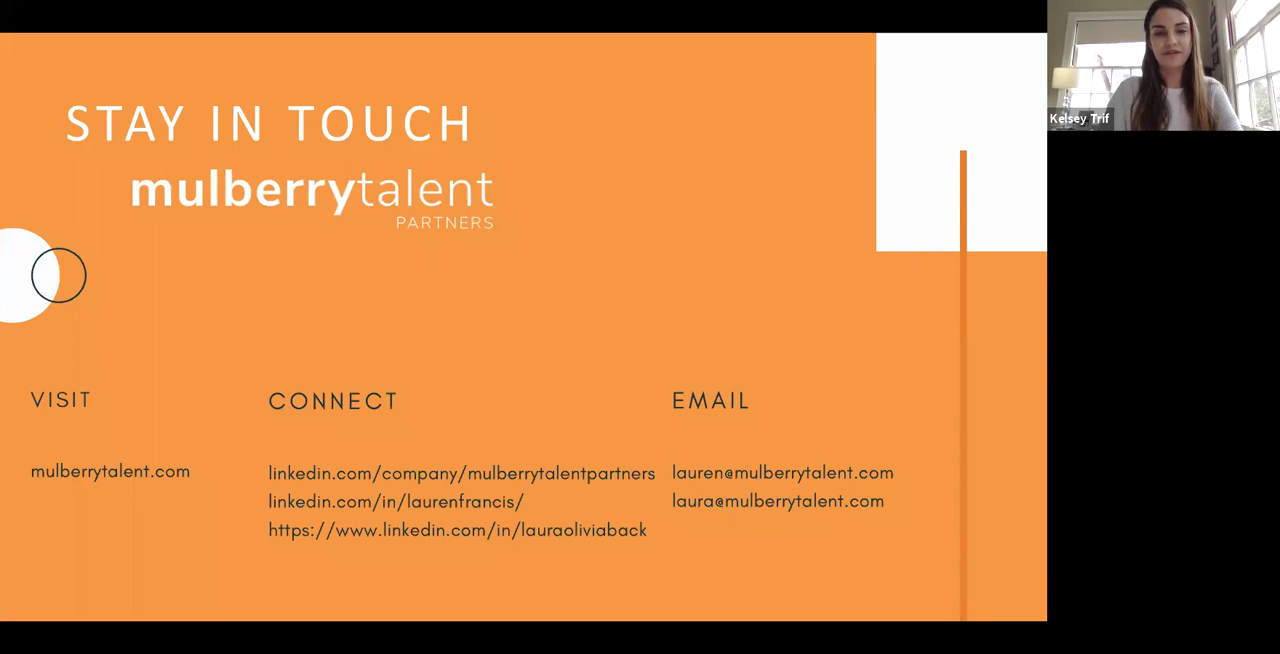 STAY IN TOUCH
mulberrytalent
PARTNERS
VISIT
mulberrytalent.com
CONNECT
linkedin.com/company/mulberrytalentpartners
linkedin.com/in/laurenfrancis/
https://www.linkedin.com/in/lauraoliviaback
EMAIL
lauren@mulberrytalent.com
laura@mulberrytalent.com
Kelsey Trif